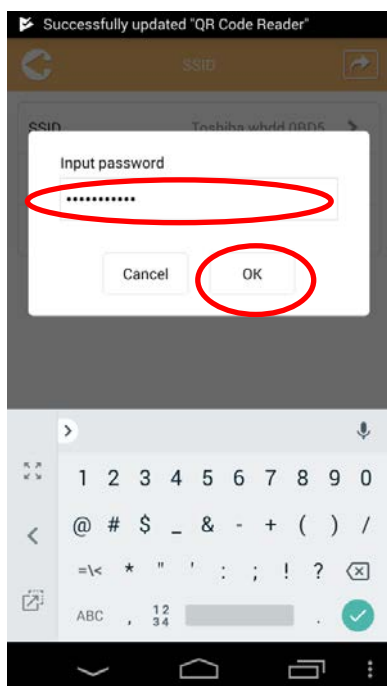 Successfully updated "QR Code Reader"
SSID
SSID Toshiba whdd 0BD5 >
Input password
•••••••••••
Cancel OK
1 2 3 4 5 6 7 8 9 0
@ # $ _ & - + ( ) /
=\< * " ' : ; ! ?
ABC , 12 34 .